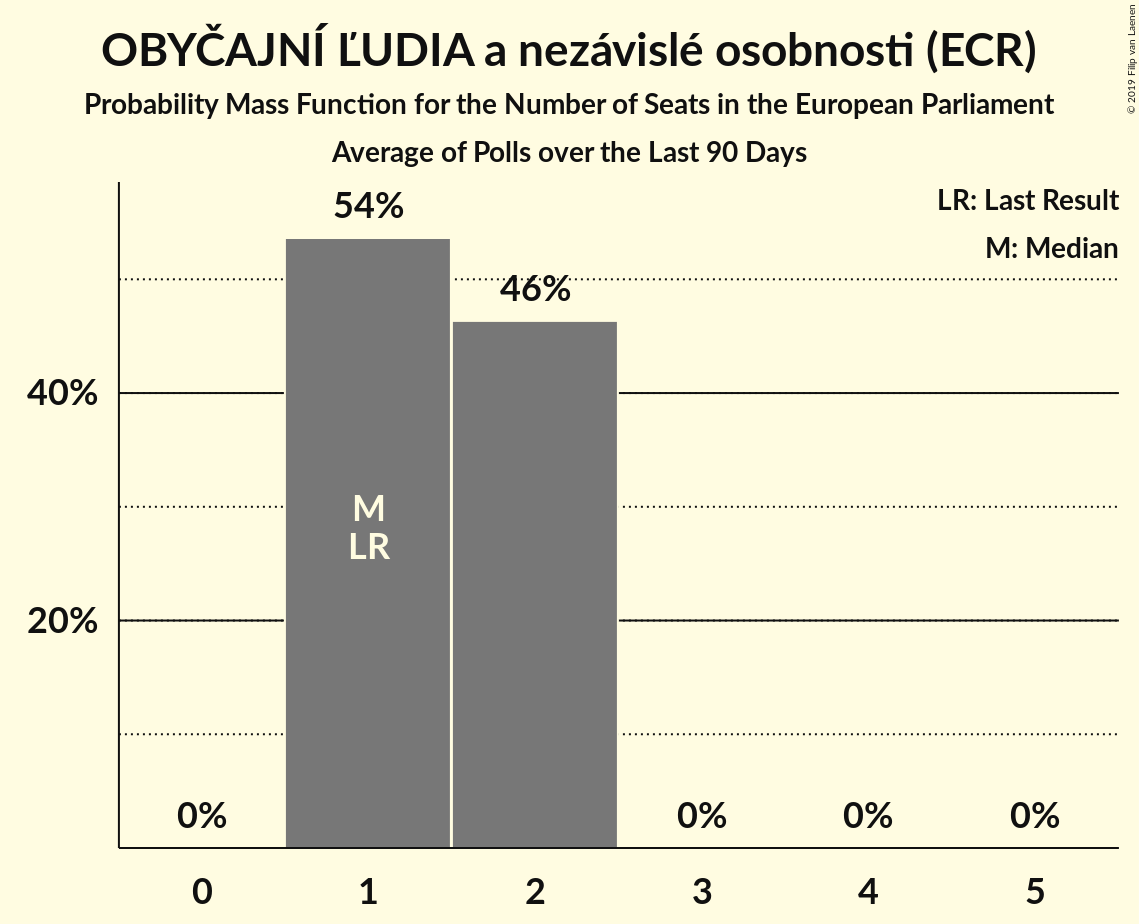 OBYČAJNÍ ĽUDIA a nezávislé osobnosti (ECR)
Probability Mass Function for the Number of Seats in the European Parliament
Average of Polls over the Last 90 Days
© 2019 Filip van Laenen
LR: Last Result
M: Median
54%
46%
40%
M
LR
20%
0% 0% 0% 0%
0 1 2 3 4 5